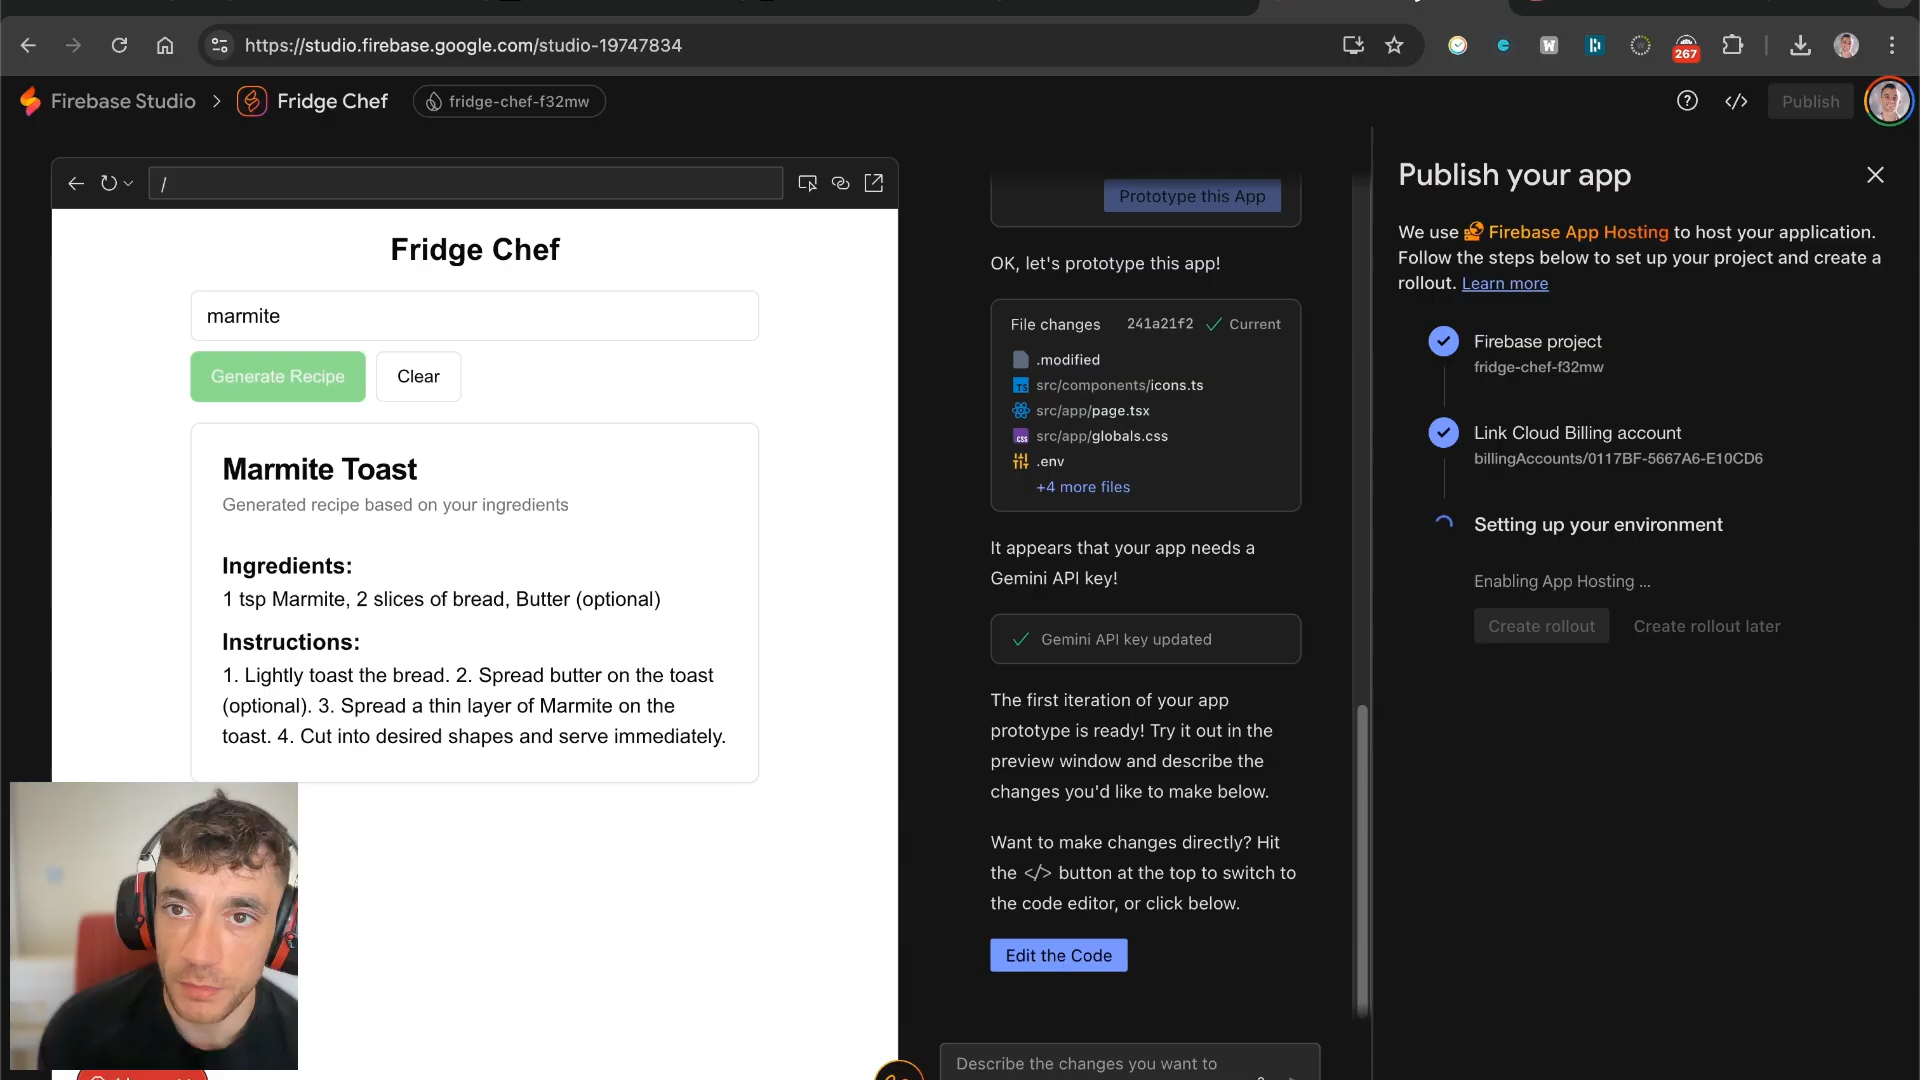 https://studio.firebase.google.com/studio-19747834
267
Firebase Studio
Fridge Chef
fridge-chef-f32mw
Publish
/
Fridge Chef
marmite
Generate Recipe
Clear
Marmite Toast
Generated recipe based on your ingredients
Ingredients:
1 tsp Marmite, 2 slices of bread, Butter (optional)
Instructions:
1. Lightly toast the bread. 2. Spread butter on the toast
(optional). 3. Spread a thin layer of Marmite on the
toast. 4. Cut into desired shapes and serve immediately.
Prototype this App
OK, let's prototype this app!
File changes 241a21f2 Current
.modified
TS src/components/icons.ts
src/app/page.tsx
css src/app/globals.css
.env
+4 more files
It appears that your app needs a
Gemini API key!
Gemini API key updated
The first iteration of your app
prototype is ready! Try it out in the
preview window and describe the
changes you'd like to make below.
Want to make changes directly? Hit
the </> button at the top to switch to
the code editor, or click below.
Edit the Code
Describe the changes you want to
Publish your app
We use Firebase App Hosting to host your application.
Follow the steps below to set up your project and create a
rollout. Learn more
Firebase project
fridge-chef-f32mw
Link Cloud Billing account
billingAccounts/0117BF-5667A6-E10CD6
Setting up your environment
Enabling App Hosting ...
Create rollout
Create rollout later